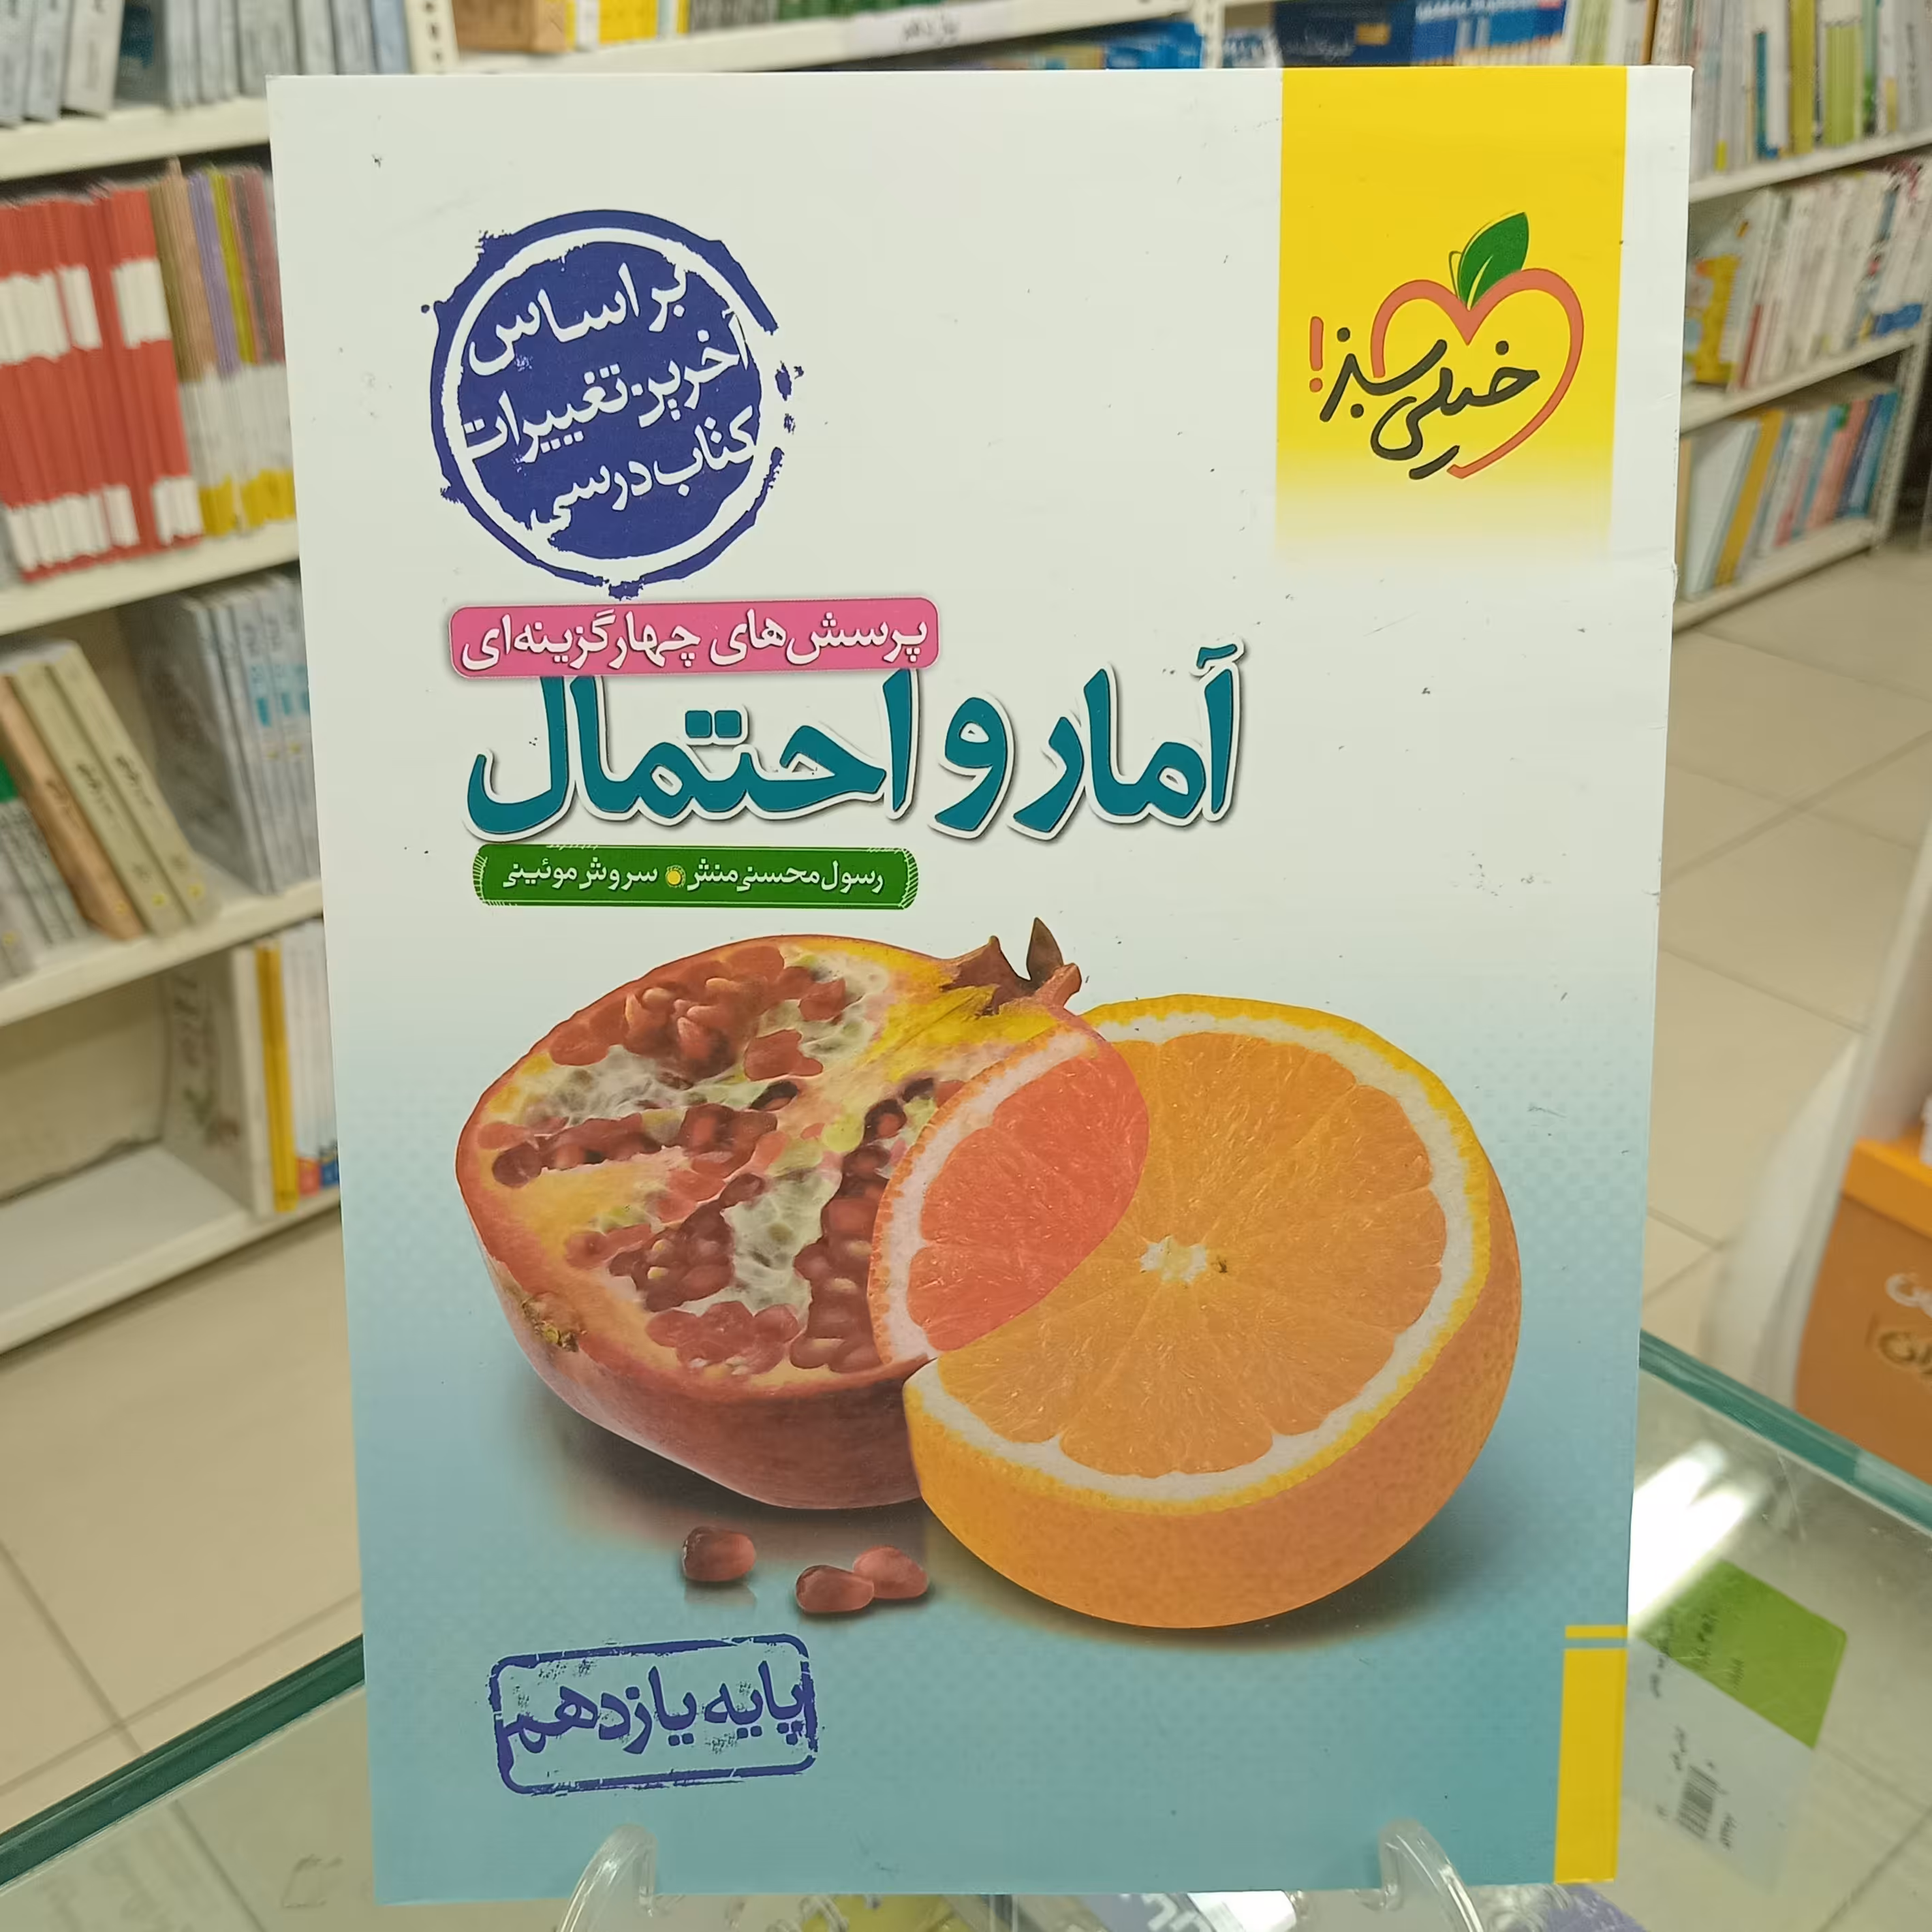 خیلی سبز!
بر اساس
آخرین تغییرات
کتاب درسی
پرسش‌های چهارگزینه‌ای
آمار و احتمال
رسول محسنی‌منش سروش موئینی
پایه یازدهم